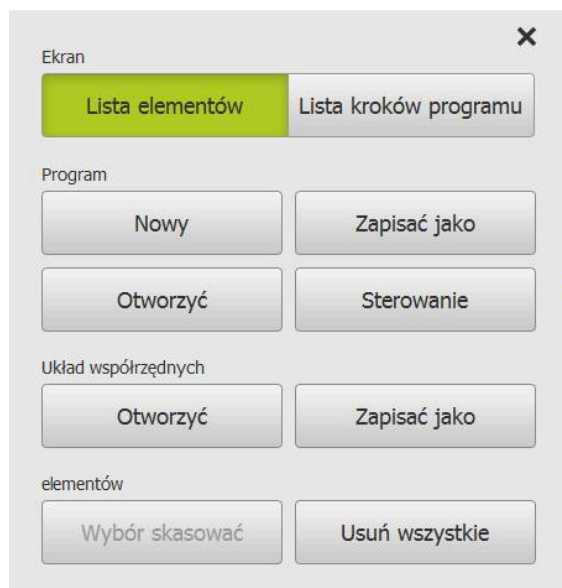 Ekran
Lista elementów Lista kroków programu
Program
Nowy Zapisać jako
Otworzyć Sterowanie
Układ współrzędnych
Otworzyć Zapisać jako
elementów
Wybór skasować Usuń wszystkie